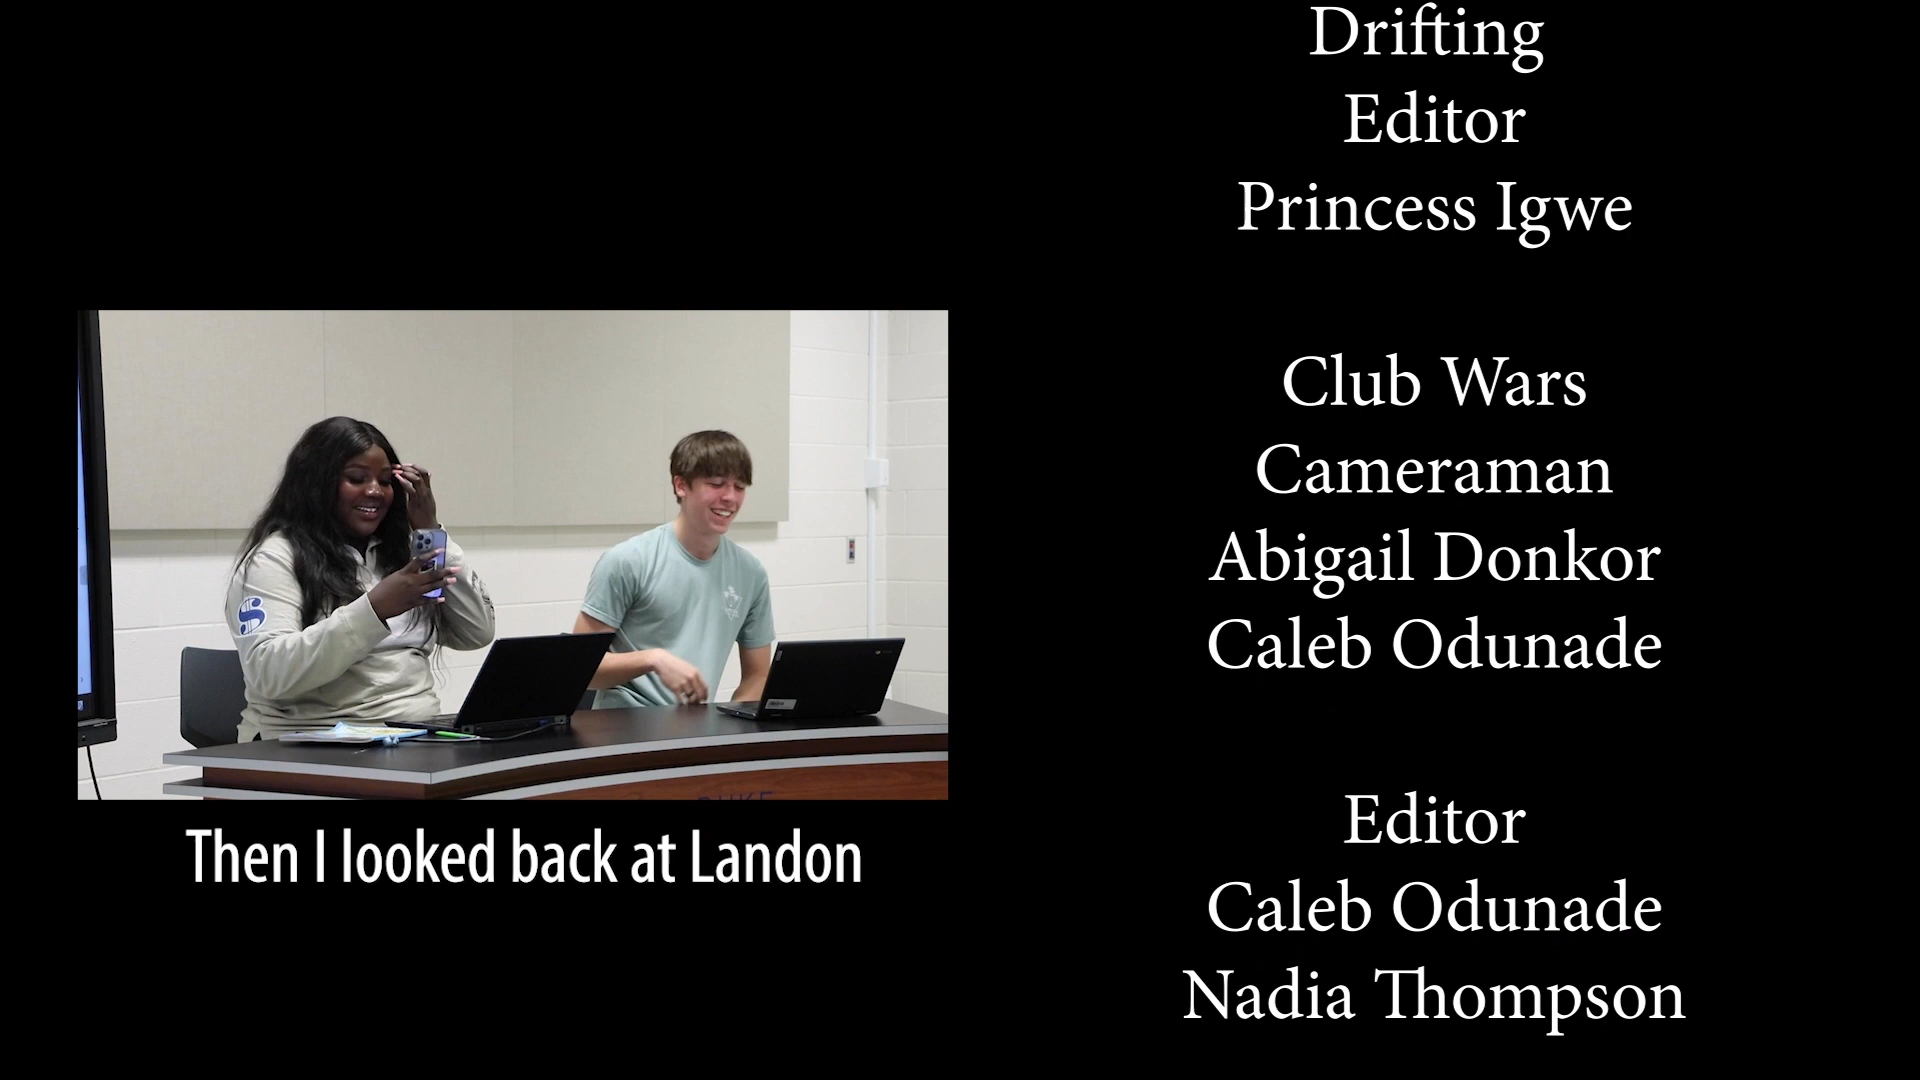 Drifting
Editor
Princess Igwe
Club Wars
Cameraman
Abigail Donkor
Caleb Odunade
Editor
Caleb Odunade
Nadia Thompson
Then I looked back at Landon